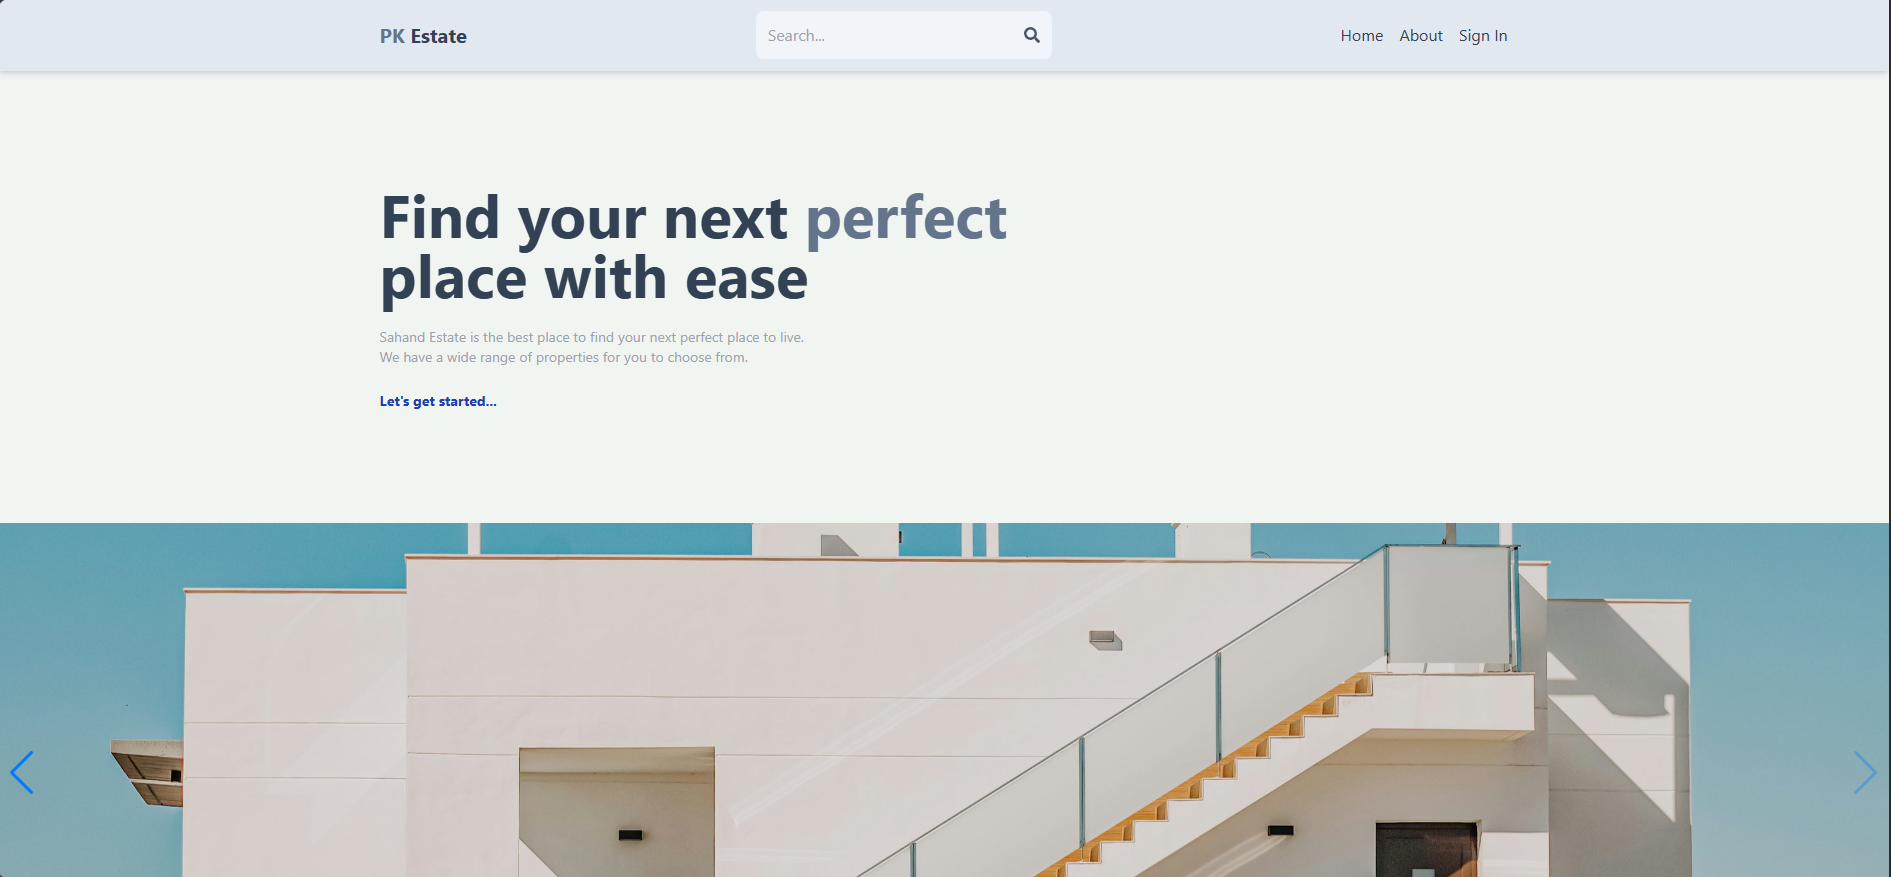 PK Estate
Search...
Home About Sign In
Find your next perfect
place with ease
Sahand Estate is the best place to find your next perfect place to live.
We have a wide range of properties for you to choose from.
Let's get started...